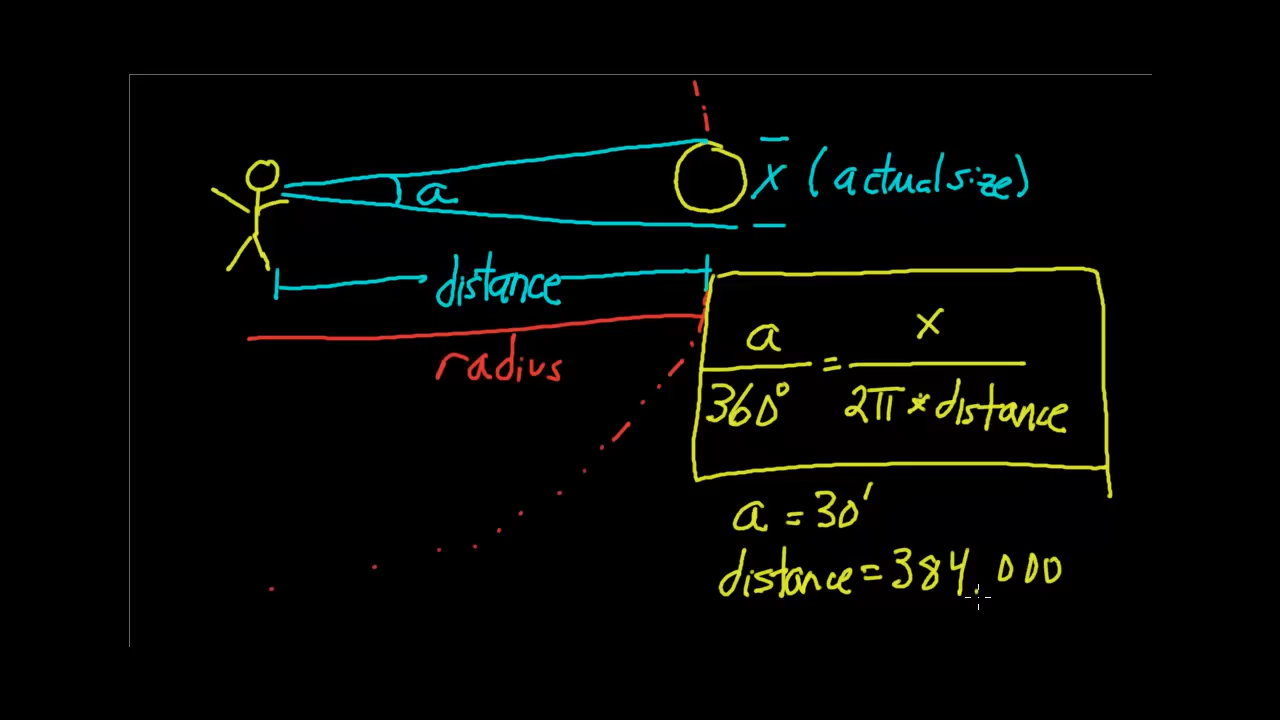 x (actual size)
a
distance
radius
a/360° = x/2π * distance
a = 30'
distance = 384,000